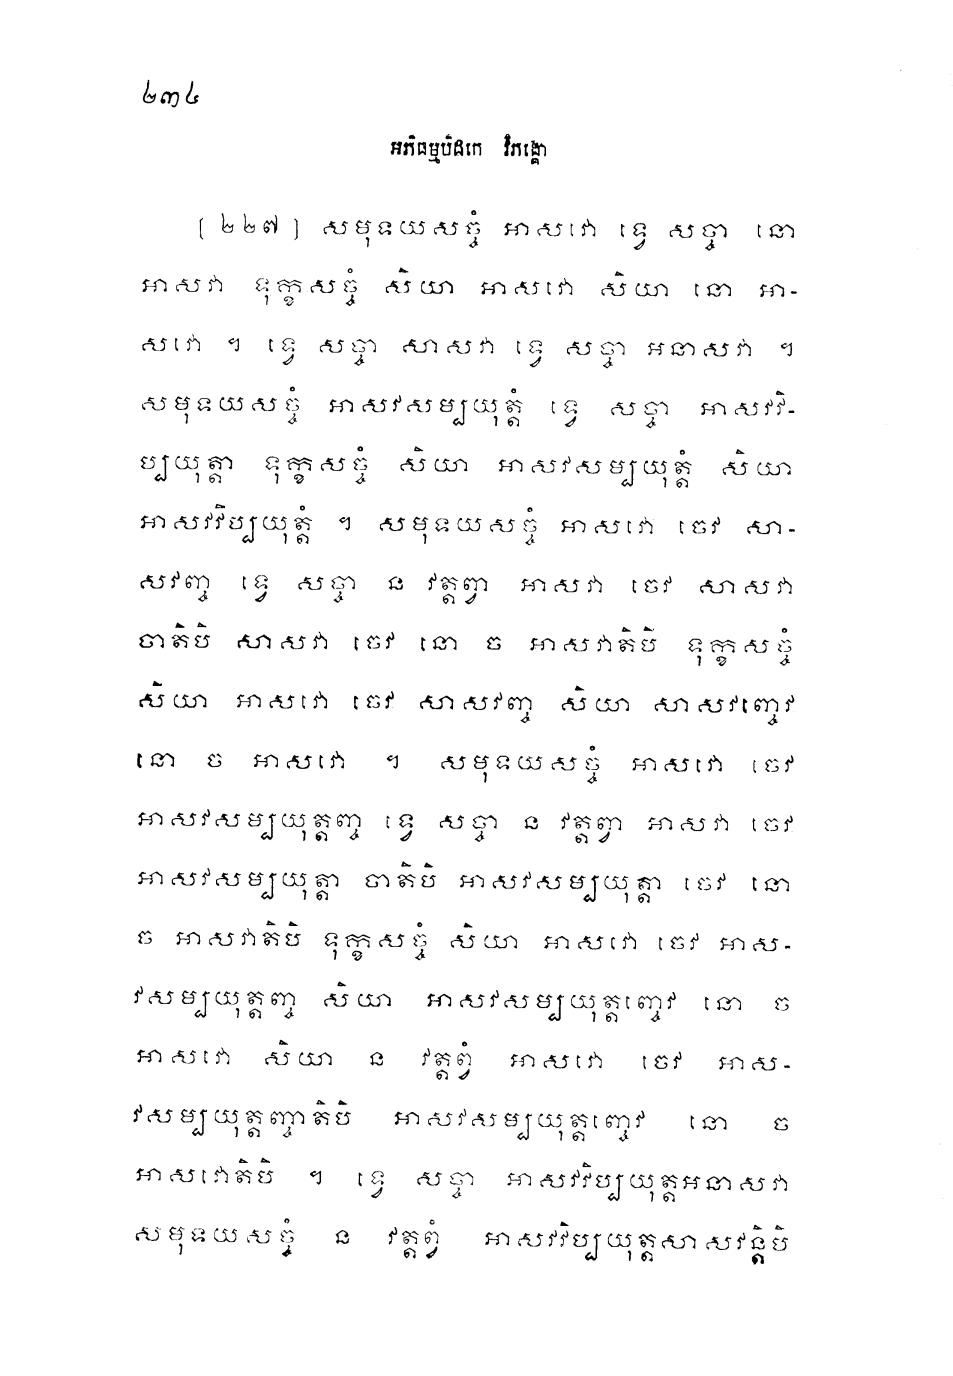 ២៣៤
អភិធម្មបិដកេ វិភង្គោ
[២២៧] សមុទយសច្ចំ អាសវោ ទ្វេ សច្ចា នោ
អាសវា ទុក្ខសច្ចំ សិយា អាសវោ សិយា នោ អា-
សវោ ។ ទ្វេ សច្ចា សាសវា ទ្វេ សច្ចា អនាសវា ។
សមុទយសច្ចំ អាសវសម្បយុត្តំ ទ្វេ សច្ចា អាសវវិ-
ប្បយុត្តា ទុក្ខសច្ចំ សិយា អាសវសម្បយុត្តំ សិយា
អាសវវិប្បយុត្តំ ។ សមុទយសច្ចំ អាសវោ ចេវ សា-
សវញ្ច ទ្វេ សច្ចា ន វត្តព្វា អាសវា ចេវ សាសវា
ចាតិបិ សាសវា ចេវ នោ ច អាសវាតិបិ ទុក្ខសច្ចំ
សិយា អាសវោ ចេវ សាសវញ្ច សិយា សាសវញ្ចេវ
នោ ច អាសវោ ។ សមុទយសច្ចំ អាសវោ ចេវ
អាសវសម្បយុត្តញ្ច ទ្វេ សច្ចា ន វត្តព្វា អាសវា ចេវ
អាសវសម្បយុត្តា ចាតិបិ អាសវសម្បយុត្តា ចេវ នោ
ច អាសវាតិបិ ទុក្ខសច្ចំ សិយា អាសវោ ចេវ អាស-
វសម្បយុត្តញ្ច សិយា អាសវសម្បយុត្តញ្ចេវ នោ ច
អាសវោ សិយា ន វត្តព្វំ អាសវោ ចេវ អាស-
វសម្បយុត្តញ្ចាតិបិ អាសវសម្បយុត្តញ្ចេវ នោ ច
អាសវោតិបិ ។ ទ្វេ សច្ចា អាសវវិប្បយុត្តអនាសវា
សមុទយសច្ចំ ន វត្តព្វំ អាសវវិប្បយុត្តសាសវន្តិបិ